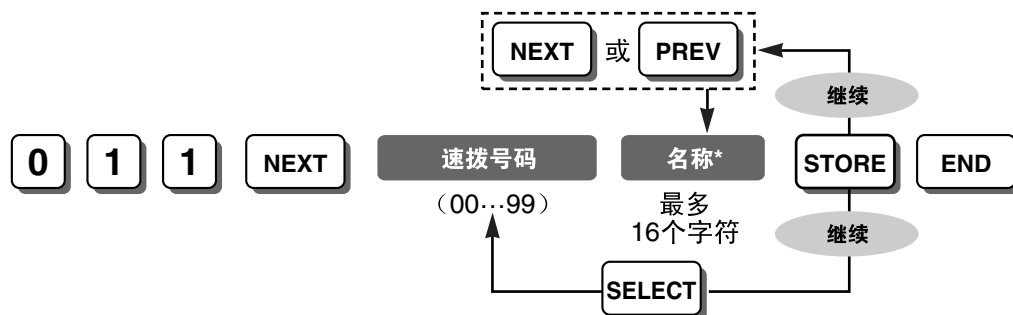 NEXT 或 PREV
继续
0 1 1 NEXT 速拨号码 名称* STORE END
（00···99） 最多
16个字符
继续
SELECT